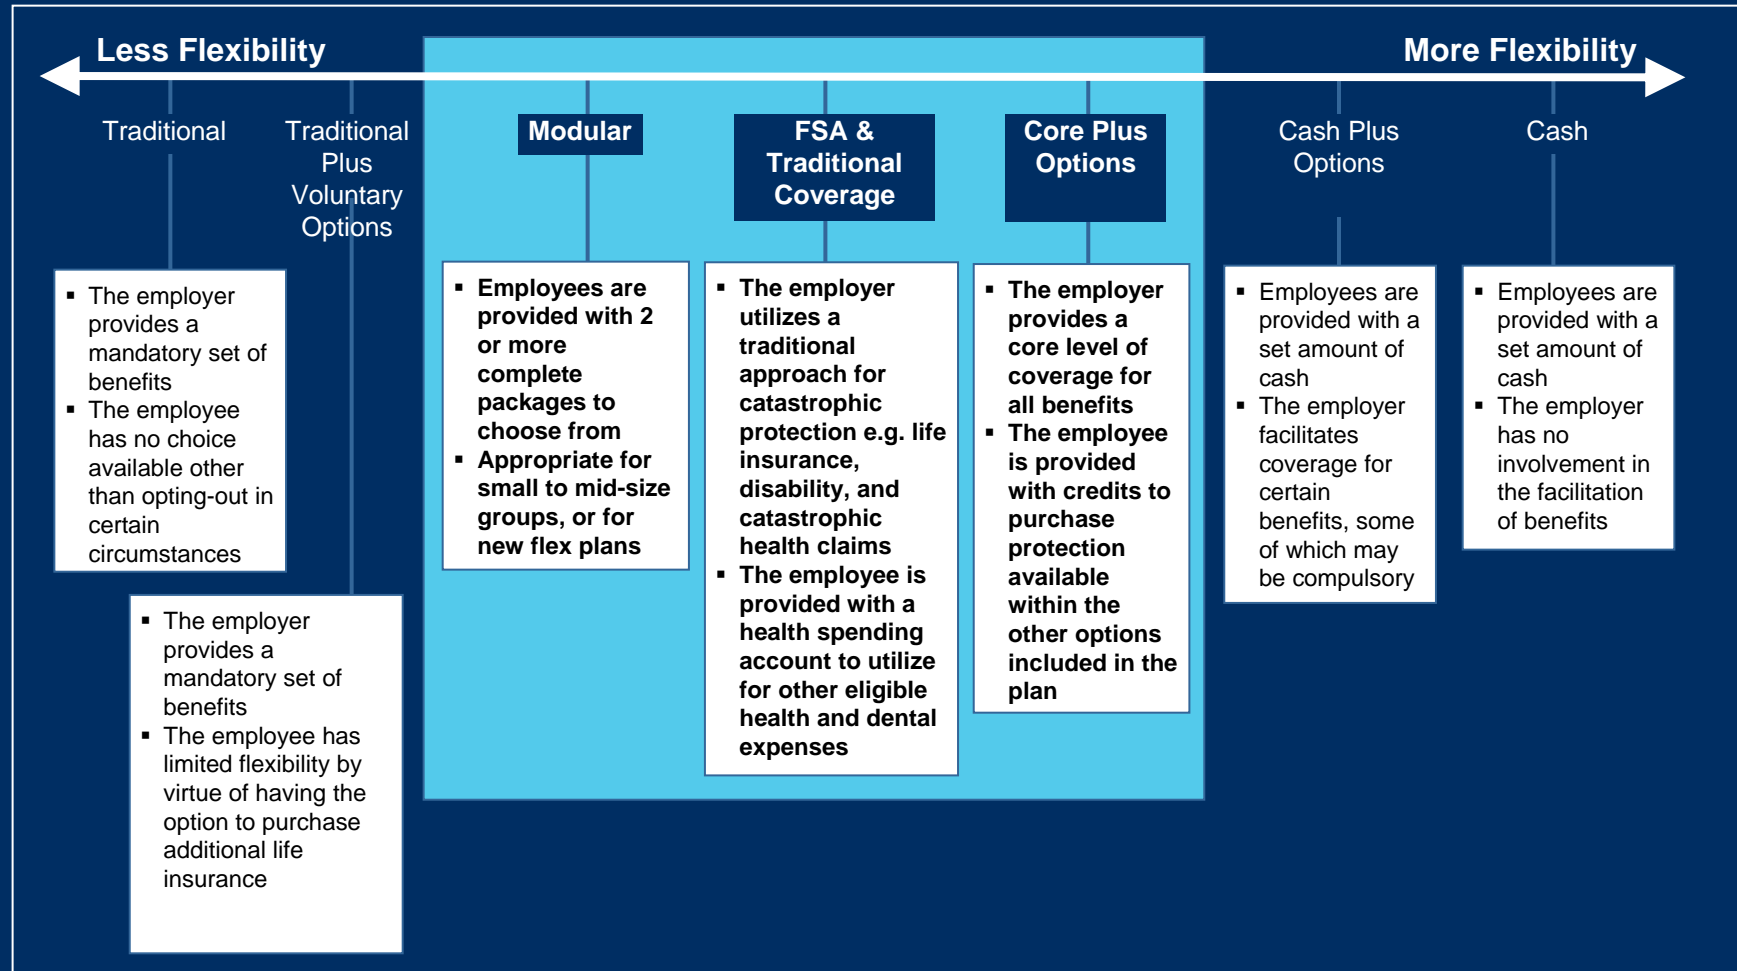 Less Flexibility
More Flexibility
Traditional
Traditional
Plus
Voluntary
Options
Modular
FSA &
Traditional
Coverage
Core Plus
Options
Cash Plus
Options
Cash
▪ The employer
provides a
mandatory set of
benefits
▪ The employee
has no choice
available other
than opting-out in
certain
circumstances
▪ The employer
provides a
mandatory set of
benefits
▪ The employee has
limited flexibility by
virtue of having the
option to purchase
additional life
insurance
▪ Employees are
provided with 2
or more
complete
packages to
choose from
▪ Appropriate for
small to mid-size
groups, or for
new flex plans
▪ The employer
utilizes a
traditional
approach for
catastrophic
protection e.g. life
insurance,
disability, and
catastrophic
health claims
▪ The employee is
provided with a
health spending
account to utilize
for other eligible
health and dental
expenses
▪ The employer
provides a
core level of
coverage for
all benefits
▪ The employee
is provided
with credits to
purchase
protection
available
within the
other options
included in the
plan
▪ Employees are
provided with a
set amount of
cash
▪ The employer
facilitates
coverage for
certain
benefits, some
of which may
be compulsory
▪ Employees are
provided with a
set amount of
cash
▪ The employer
has no
involvement in
the facilitation
of benefits